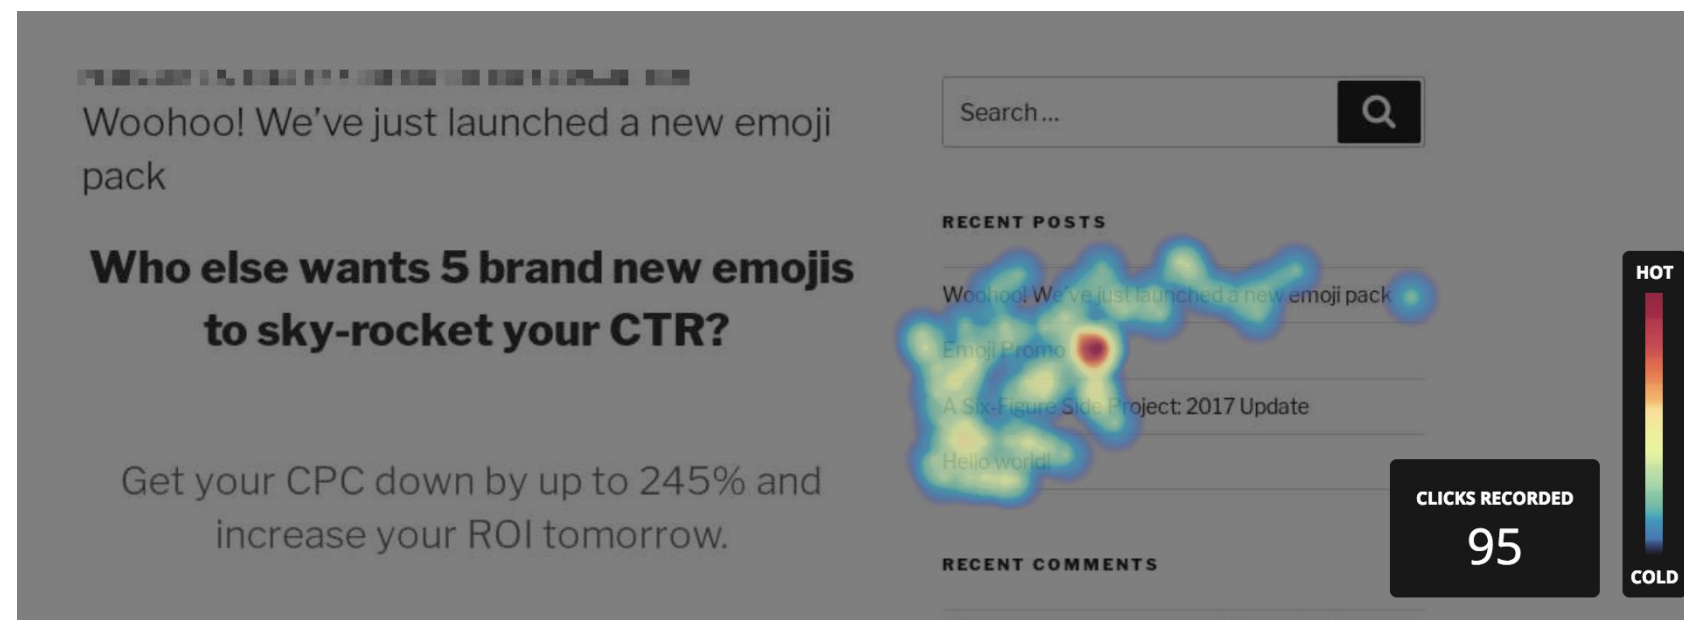 Woohoo! We've just launched a new emoji
pack
Who else wants 5 brand new emojis
to sky-rocket your CTR?
Get your CPC down by up to 245% and
increase your ROI tomorrow.
Search...
RECENT POSTS
Woohoo! We've just launched a new emoji pack
Emoji Promo
A Six-Figure Side Project: 2017 Update
Hello world!
RECENT COMMENTS
CLICKS RECORDED
95
HOT
COLD